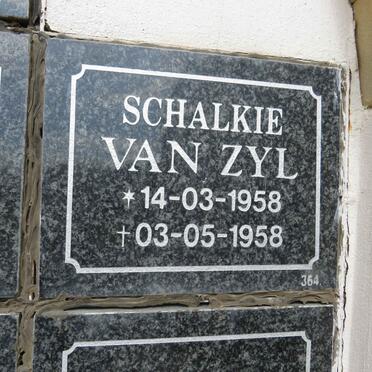 SCHALKIE
VAN ZYL
* 14-03-1958
† 03-05-1958
364